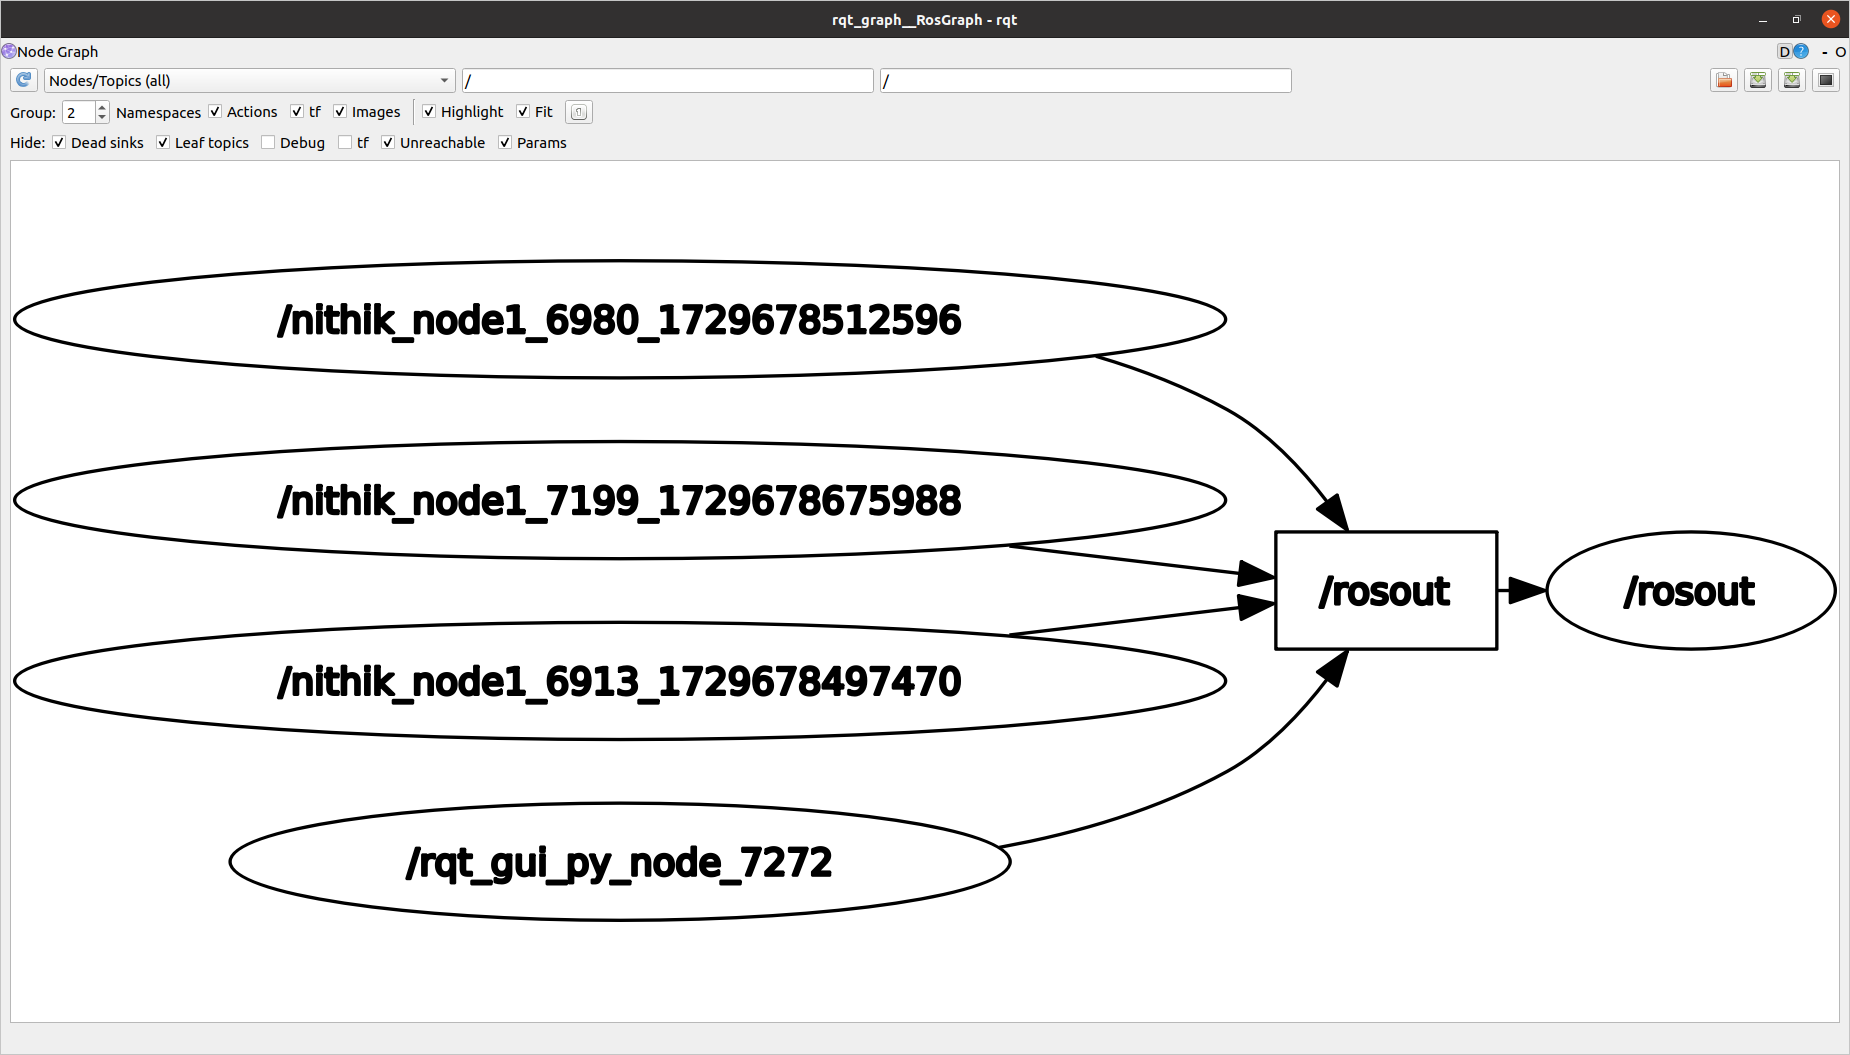 rqt_graph__RosGraph - rqt
Node Graph D ? - O
Nodes/Topics (all) / /
Group: 2 Namespaces Actions tf Images Highlight Fit
Hide: Dead sinks Leaf topics Debug tf Unreachable Params
/nithik_node1_6980_1729678512596
/nithik_node1_7199_1729678675988
/rosout /rosout
/nithik_node1_6913_1729678497470
/rqt_gui_py_node_7272